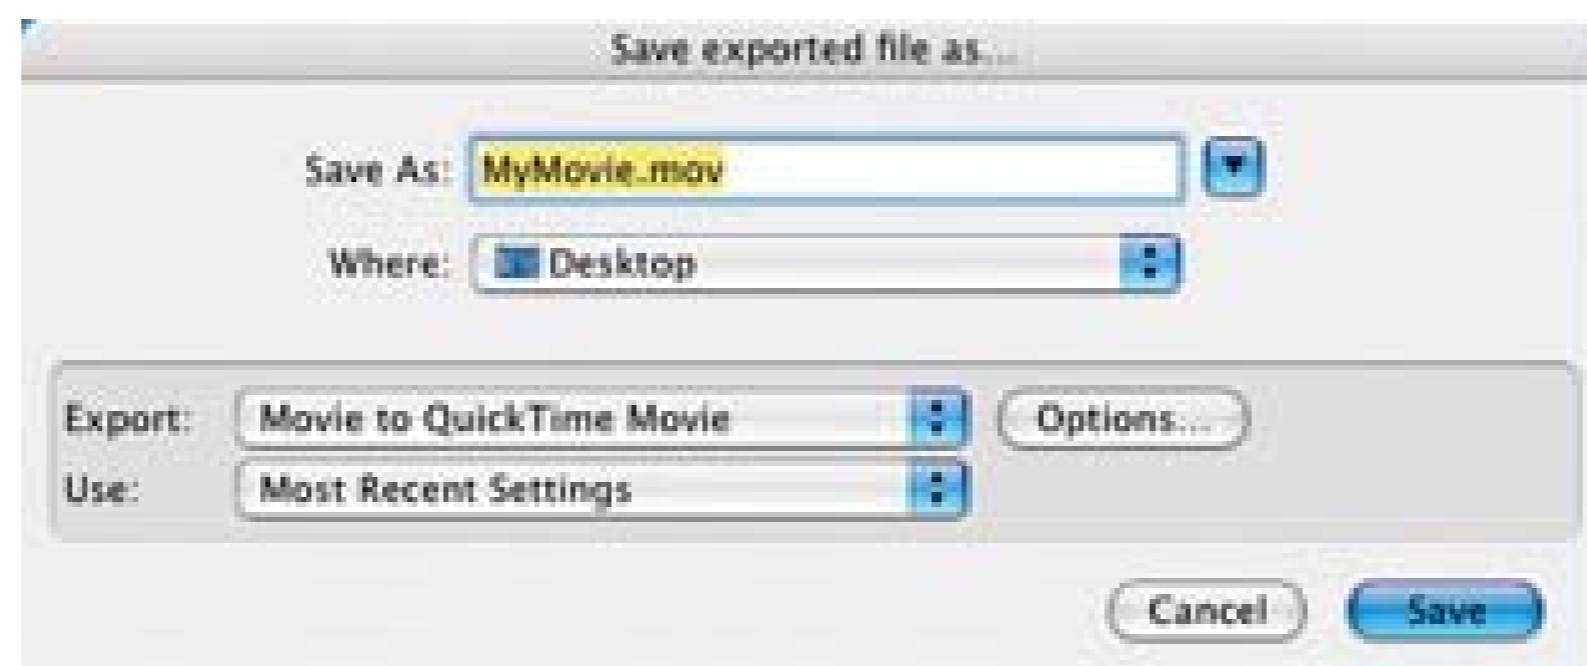 Save exported file as...
Save As: MyMovie.mov
Where: Desktop
Export: Movie to QuickTime Movie Options...
Use: Most Recent Settings
Cancel Save